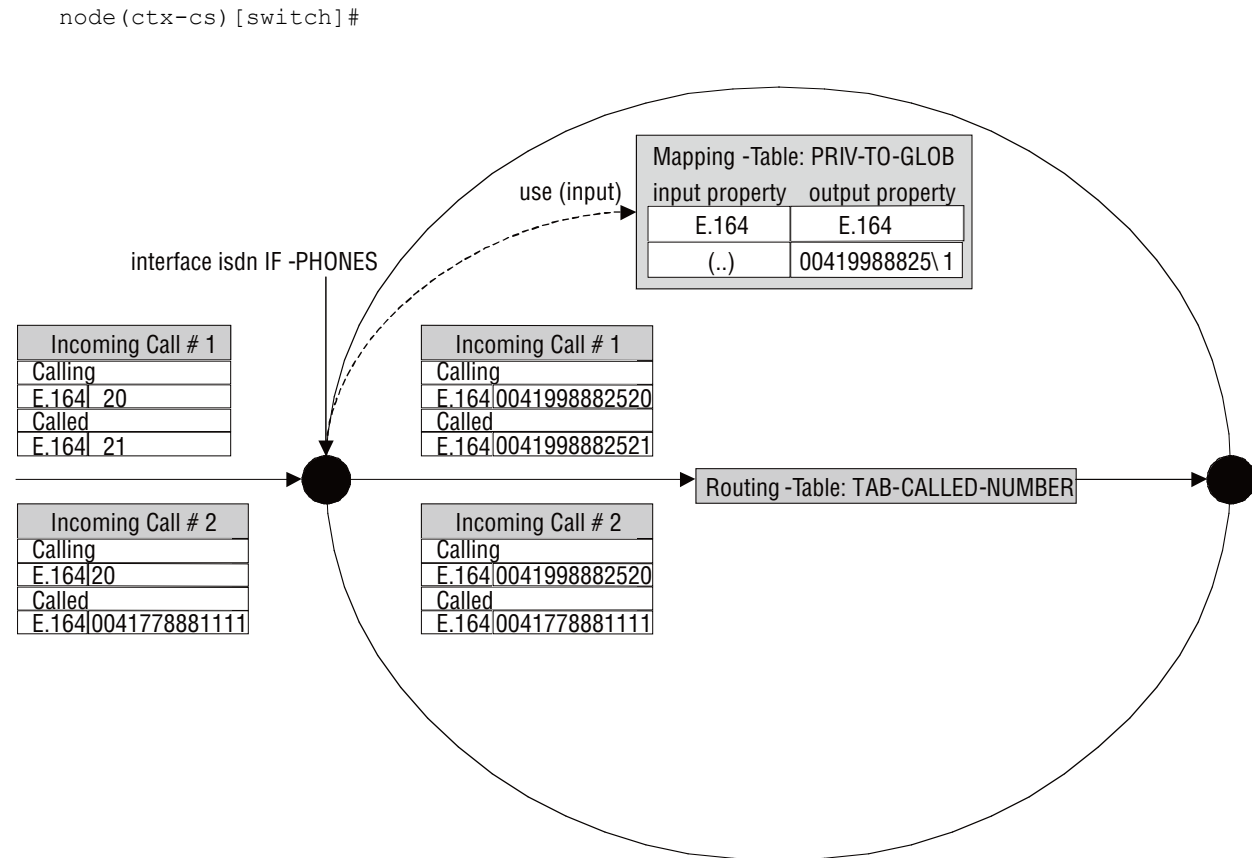 node(ctx-cs)[switch]#
Mapping -Table: PRIV-TO-GLOB
use (input)
input property output property
E.164 E.164
(..) 00419988825\ 1
interface isdn IF -PHONES
Incoming Call # 1
Calling
E.164 20
Called
E.164 21
Incoming Call # 1
Calling
E.164 0041998882520
Called
E.164 0041998882521
Routing -Table: TAB-CALLED-NUMBER
Incoming Call # 2
Calling
E.164 20
Called
E.164 0041778881111
Incoming Call # 2
Calling
E.164 0041998882520
Called
E.164 0041778881111